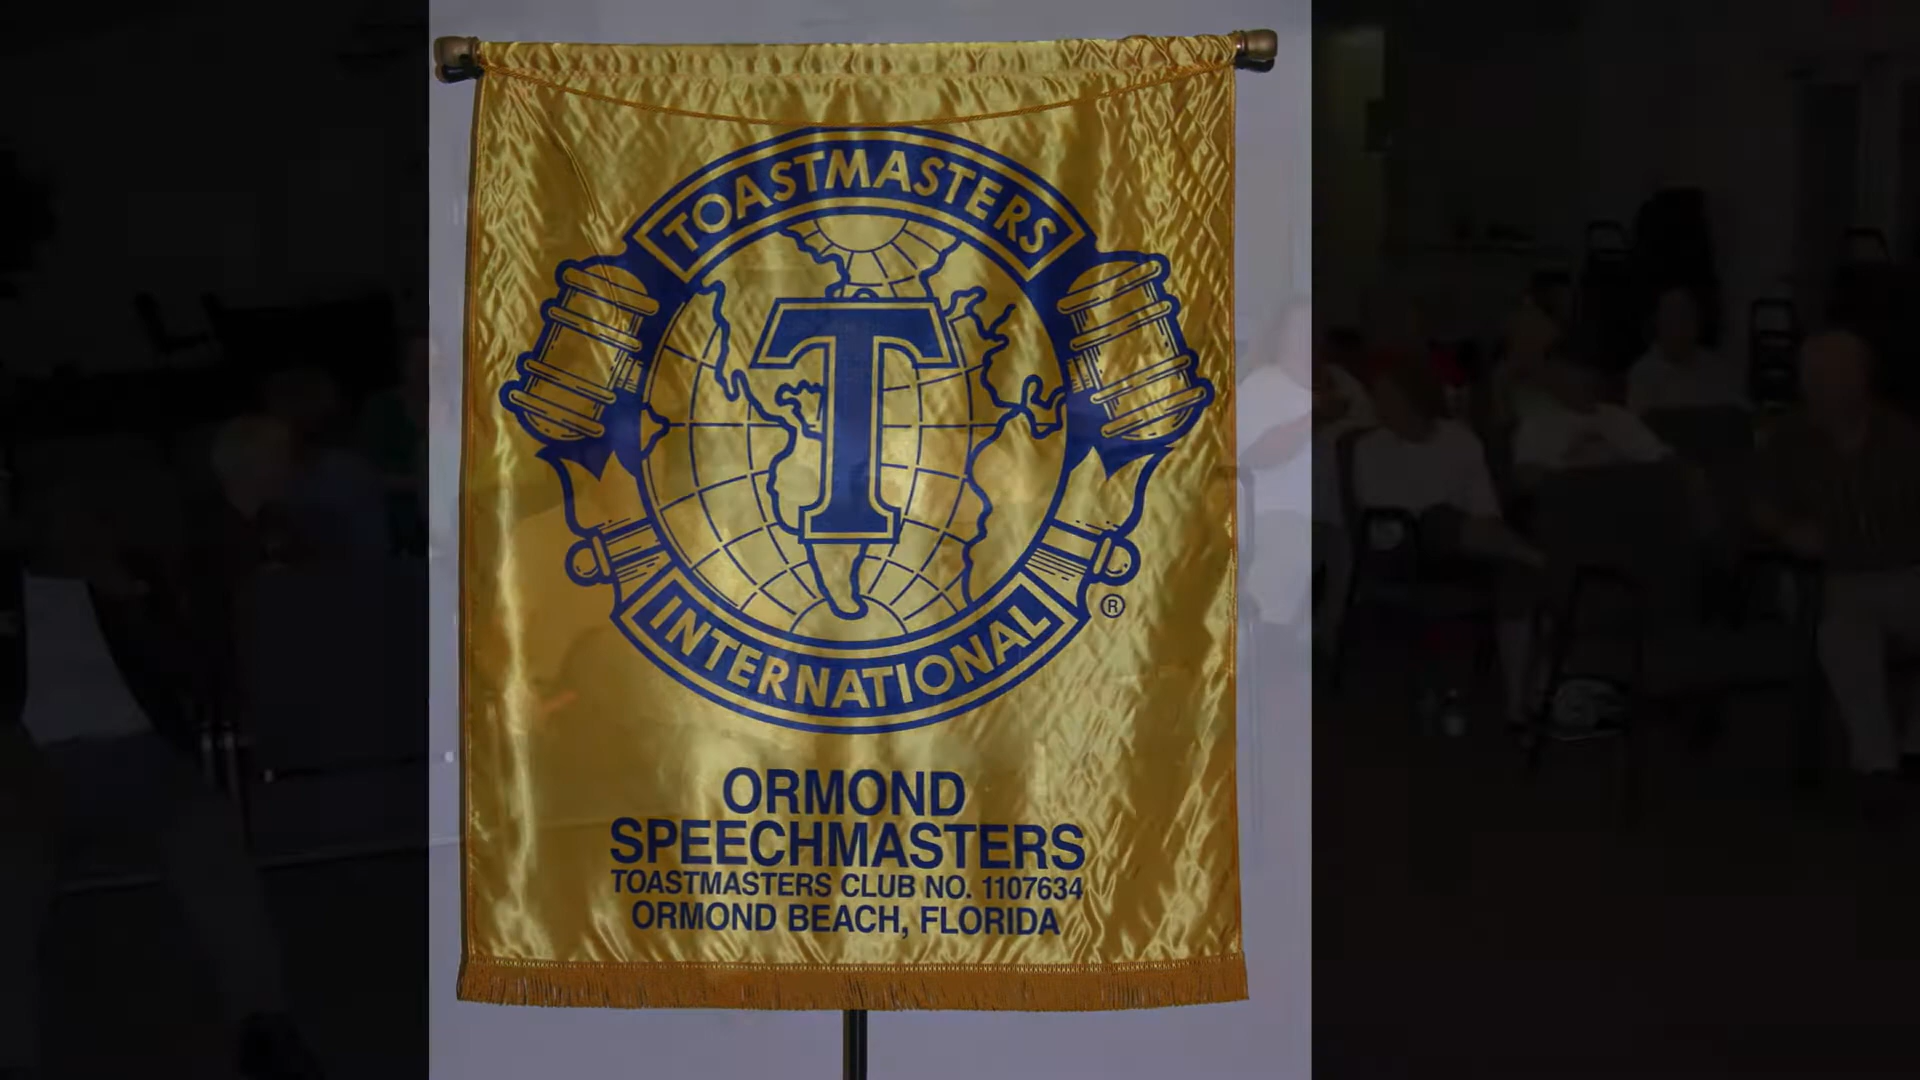 TOASTMASTERS
T
INTERNATIONAL
®
ORMOND
SPEECHMASTERS
TOASTMASTERS CLUB NO. 1107634
ORMOND BEACH, FLORIDA